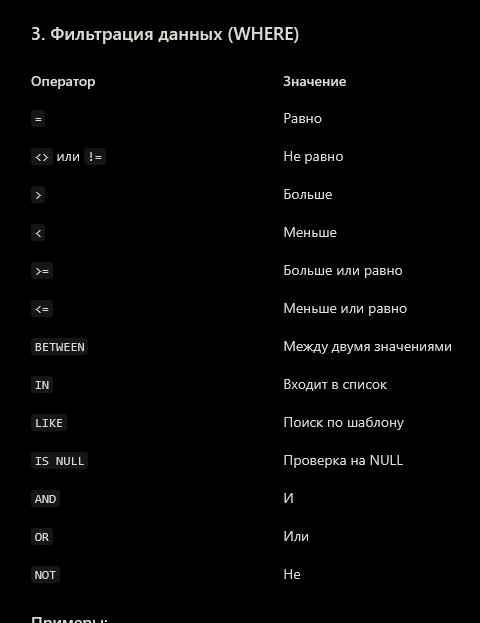 3. Фильтрация данных (WHERE)
Оператор Значение
= Равно
<> или != Не равно
> Больше
< Меньше
>= Больше или равно
<= Меньше или равно
BETWEEN Между двумя значениями
IN Входит в список
LIKE Поиск по шаблону
IS NULL Проверка на NULL
AND И
OR Или
NOT Не
Примеры: